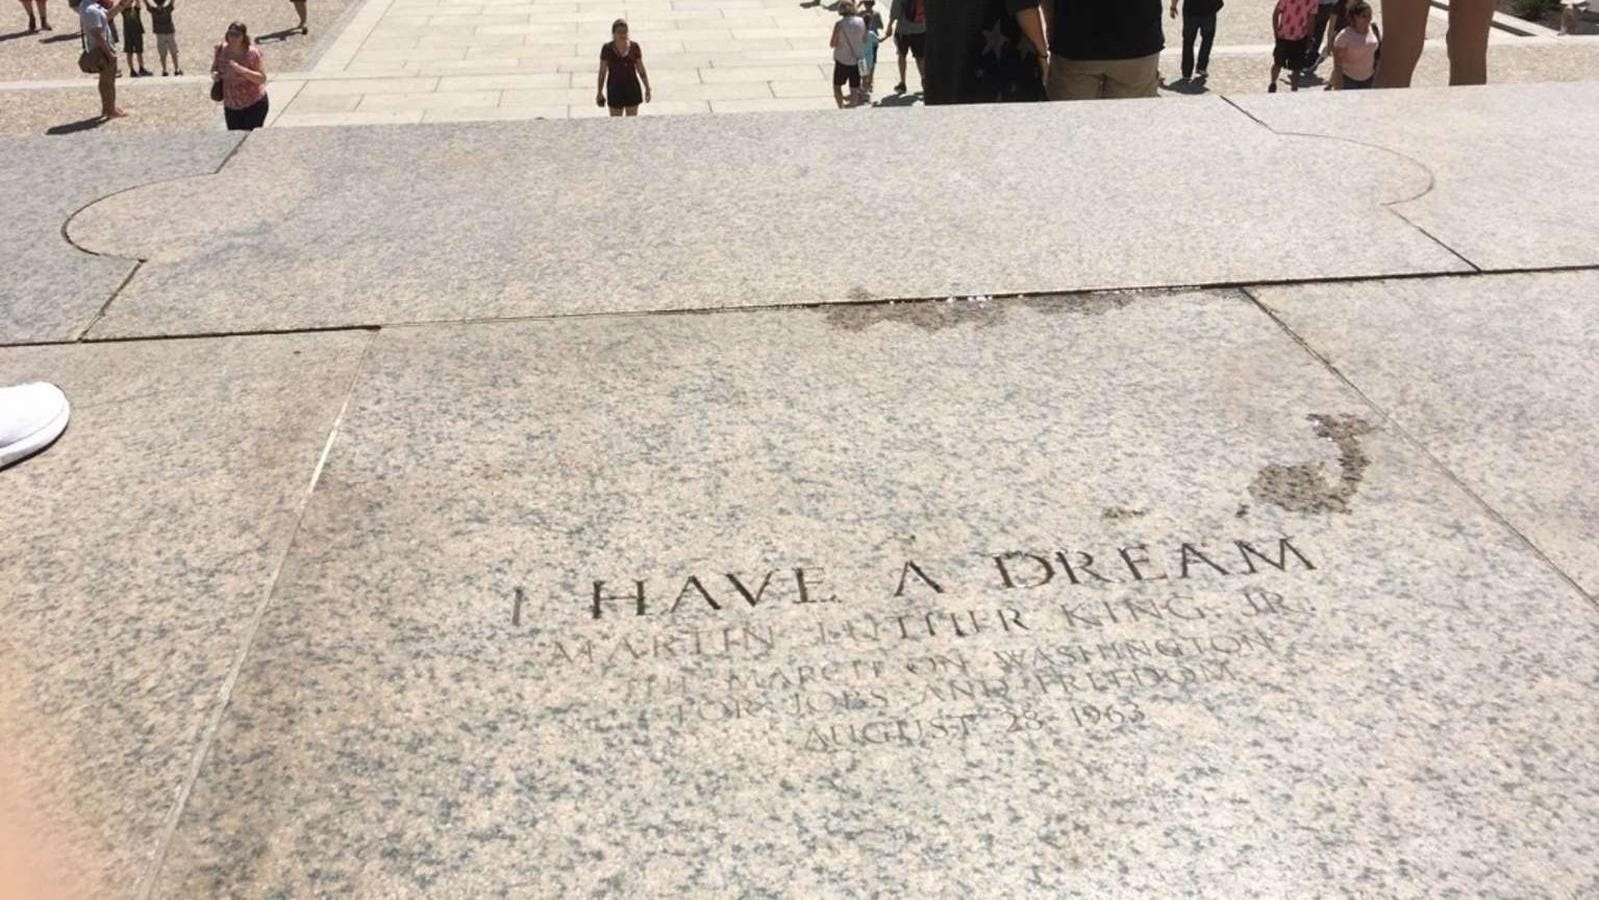 I HAVE A DREAM
MARTIN LUTHER KING, JR.
THE MARCH ON WASHINGTON
FOR JOBS AND FREEDOM
AUGUST 28, 1963